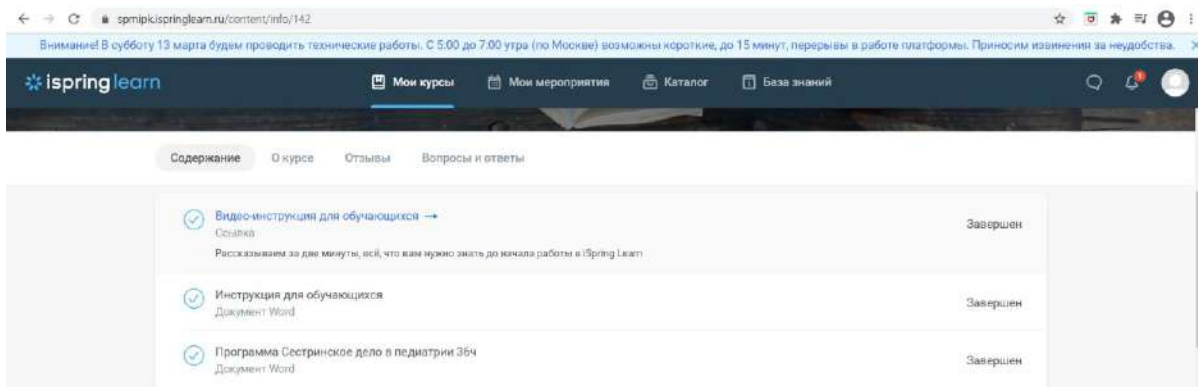 spmipk.ispringlearn.ru/content/info/142
Внимание! В субботу 13 марта будем проводить технические работы. С 5:00 до 7:00 утра (по Москве) возможны короткие, до 15 минут, перерывы в работе платформы. Приносим извинения за неудобства.
ispring learn Мои курсы Мои мероприятия Каталог База знаний
Содержание О курсе Отзывы Вопросы и ответы
Видео-инструкция для обучающихся → Завершен
Ссылка
Рассказываем за две минуты, всё, что вам нужно знать до начала работы в iSpring Learn
Инструкция для обучающихся Завершен
Документ Word
Программа Сестринское дело в педиатрии 36ч Завершен
Документ Word